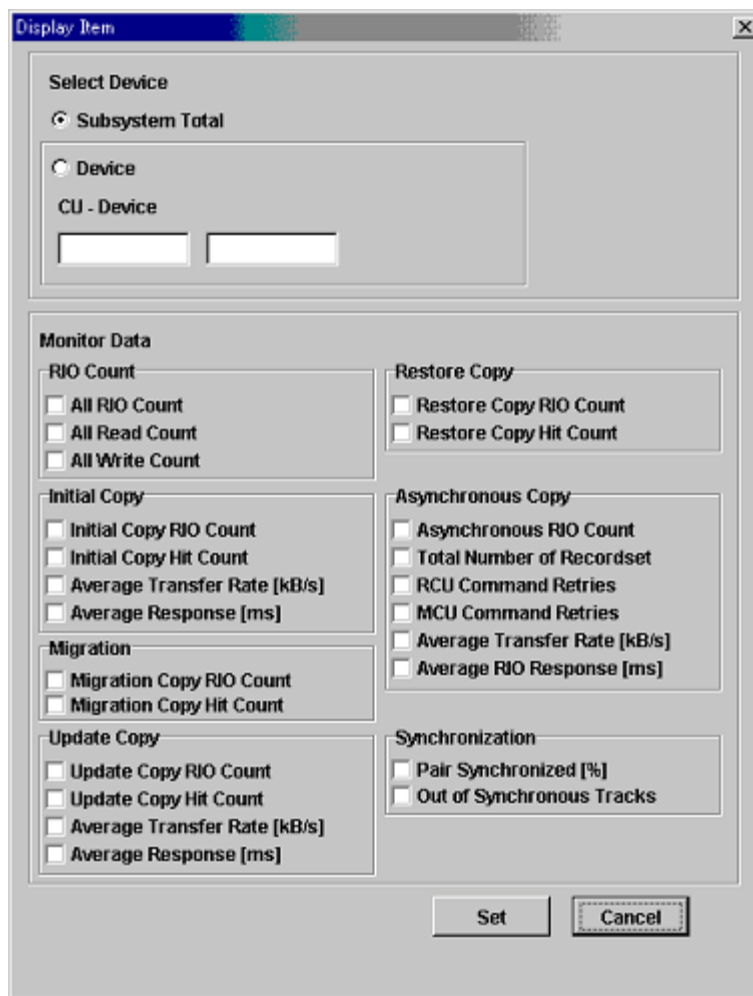 Display Item
Select Device
Subsystem Total
Device
CU - Device
Monitor Data
RIO Count
All RIO Count
All Read Count
All Write Count
Initial Copy
Initial Copy RIO Count
Initial Copy Hit Count
Average Transfer Rate [kB/s]
Average Response [ms]
Migration
Migration Copy RIO Count
Migration Copy Hit Count
Update Copy
Update Copy RIO Count
Update Copy Hit Count
Average Transfer Rate [kB/s]
Average Response [ms]
Restore Copy
Restore Copy RIO Count
Restore Copy Hit Count
Asynchronous Copy
Asynchronous RIO Count
Total Number of Recordset
RCU Command Retries
MCU Command Retries
Average Transfer Rate [kB/s]
Average RIO Response [ms]
Synchronization
Pair Synchronized [%]
Out of Synchronous Tracks
Set
Cancel